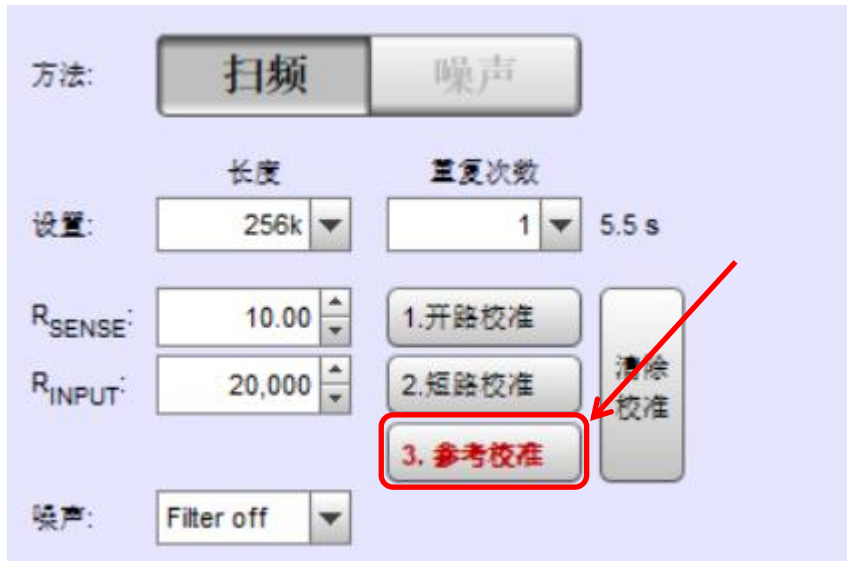 方法: 扫频 噪声
长度 重复次数
设置: 256k 1 5.5 s
RSENSE: 10.00 1.开路校准
RINPUT: 20,000 2.短路校准
清除
校准
3. 参考校准
噪声: Filter off